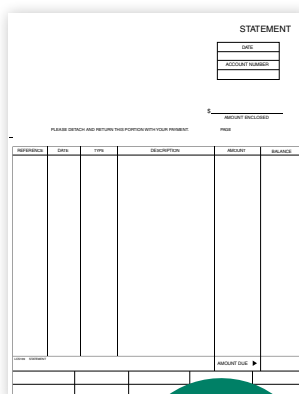 STATEMENT
DATE
ACCOUNT NUMBER
$
AMOUNT ENCLOSED
PLEASE DETACH AND RETURN THIS PORTION WITH YOUR PAYMENT. PAGE
REFERENCE DATE TYPE DESCRIPTION AMOUNT BALANCE
AMOUNT DUE